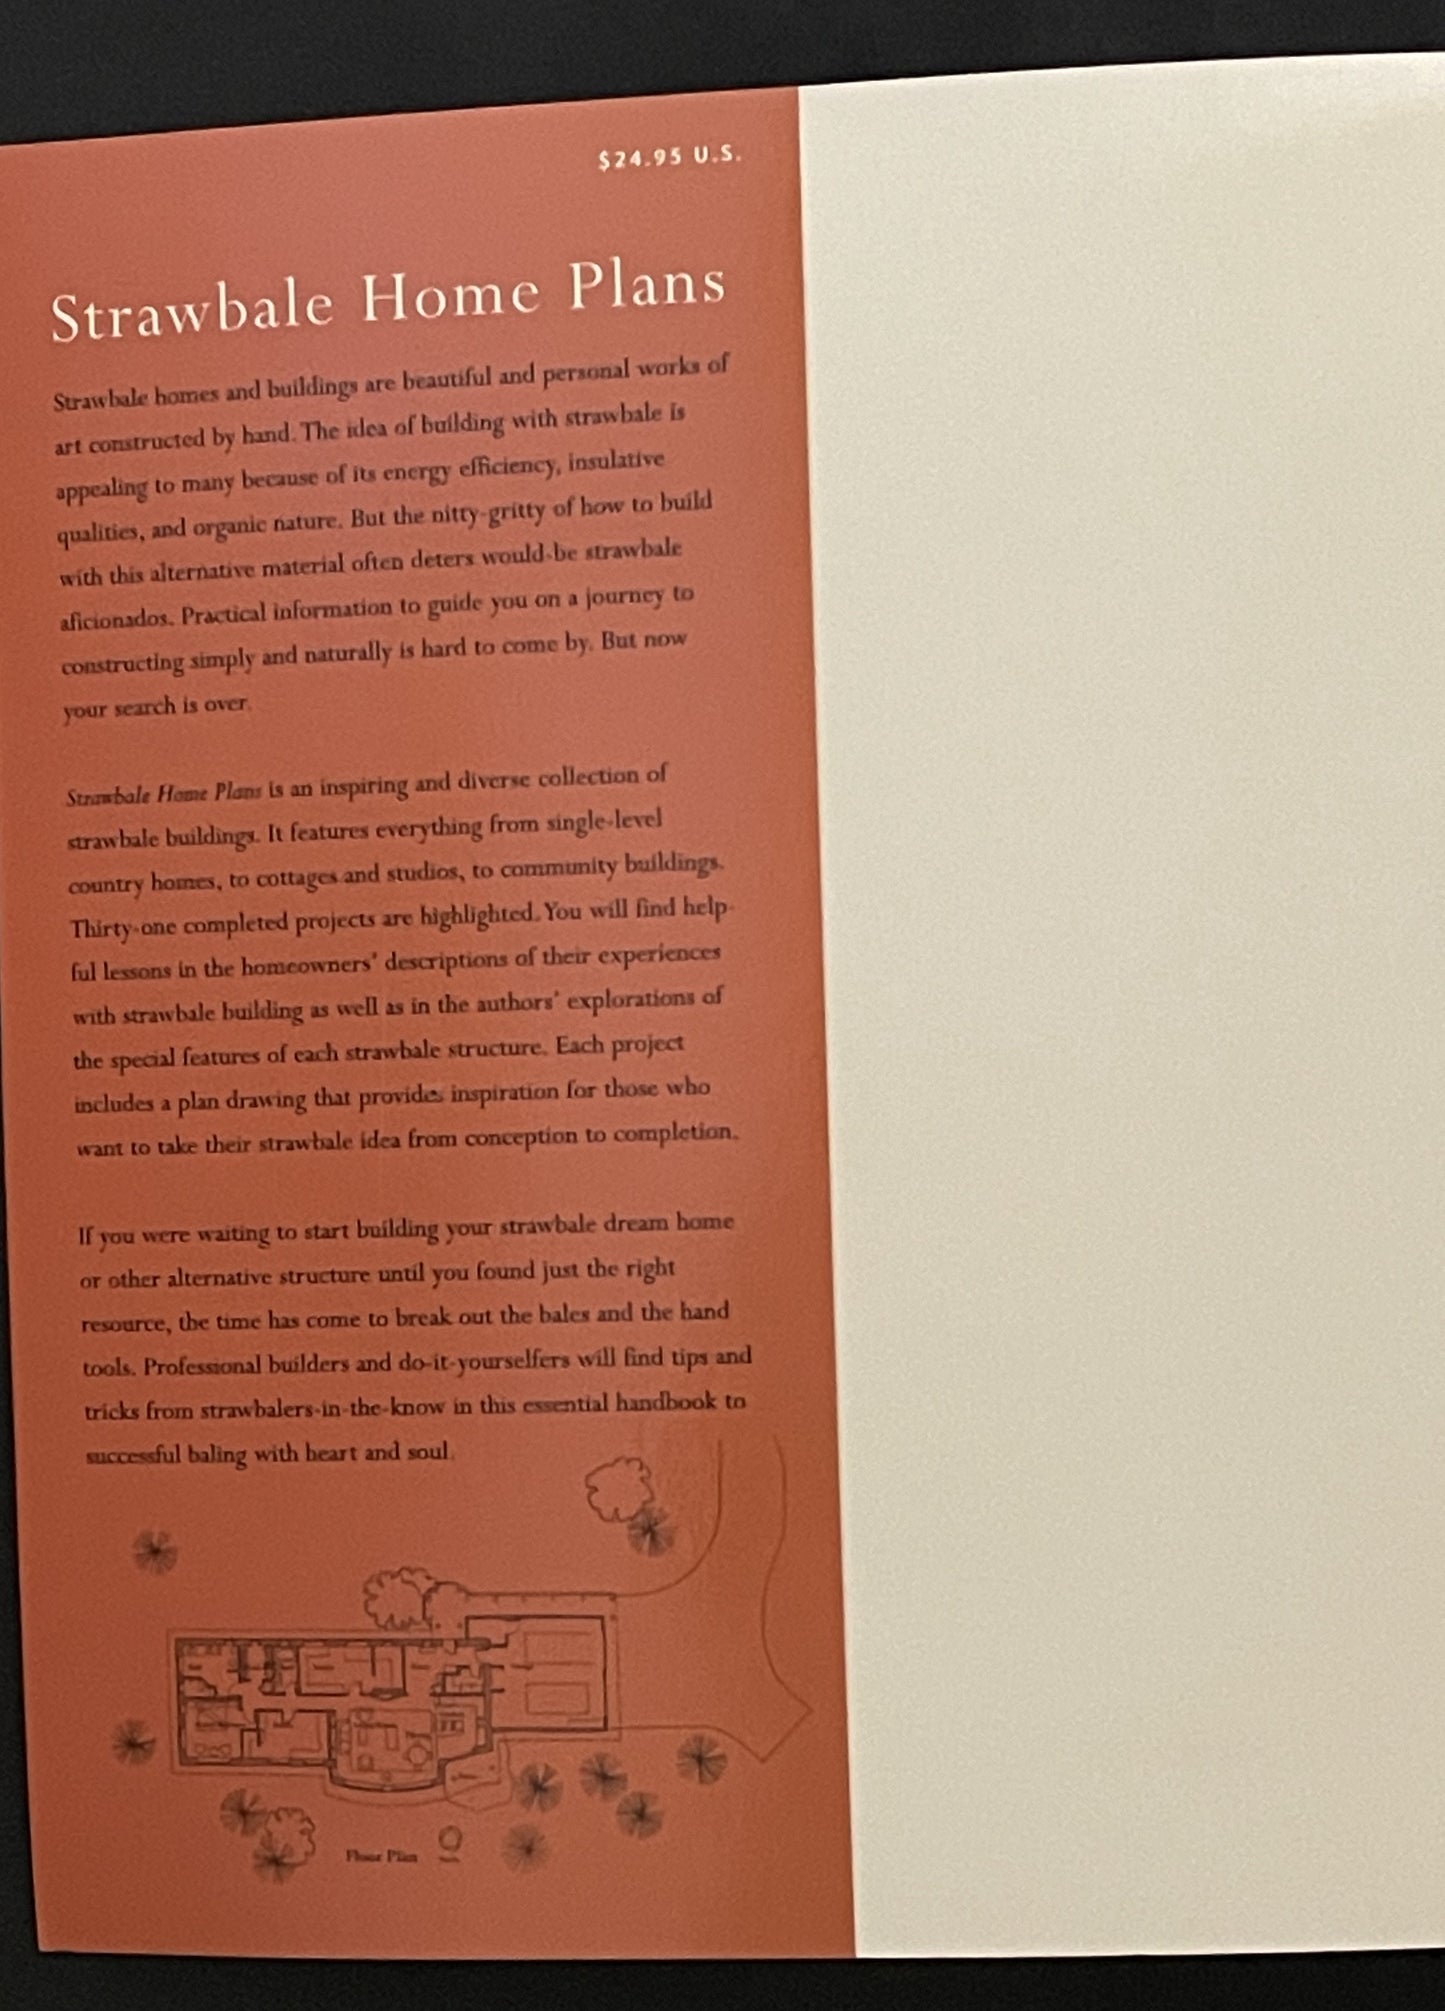 $24.95 U.S.
Strawbale Home Plans
Strawbale homes and buildings are beautiful and personal works of
art constructed by hand. The idea of building with strawbale is
appealing to many because of its energy efficiency, insulative
qualities, and organic nature. But the nitty-gritty of how to build
with this alternative material often deters would-be strawbale
aficionados. Practical information to guide you on a journey to
constructing simply and naturally is hard to come by. But now
your search is over.
Strawbale Home Plans is an inspiring and diverse collection of
strawbale buildings. It features everything from single-level
country homes, to cottages and studios, to community buildings.
Thirty-one completed projects are highlighted. You will find help-
ful lessons in the homeowners' descriptions of their experiences
with strawbale building as well as in the authors' explorations of
the special features of each strawbale structure. Each project
includes a plan drawing that provides inspiration for those who
want to take their strawbale idea from conception to completion.
If you were waiting to start building your strawbale dream home
or other alternative structure until you found just the right
resource, the time has come to break out the bales and the hand
tools. Professional builders and do-it-yourselfers will find tips and
tricks from strawbalers-in-the-know in this essential handbook to
successful baling with heart and soul.
Floor Plan